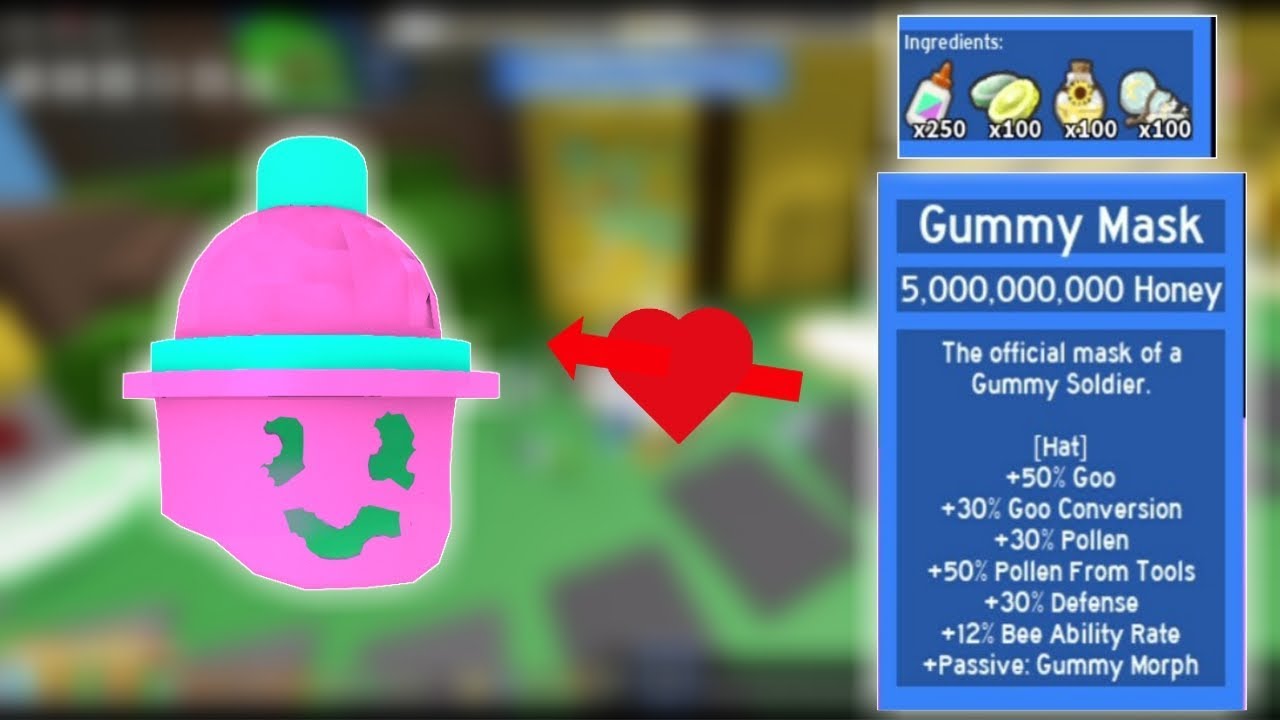 Ingredients:
x250 x100 x100 x100
Gummy Mask
5,000,000,000 Honey
The official mask of a
Gummy Soldier.
[Hat]
+50% Goo
+30% Goo Conversion
+30% Pollen
+50% Pollen From Tools
+30% Defense
+12% Bee Ability Rate
+Passive: Gummy Morph